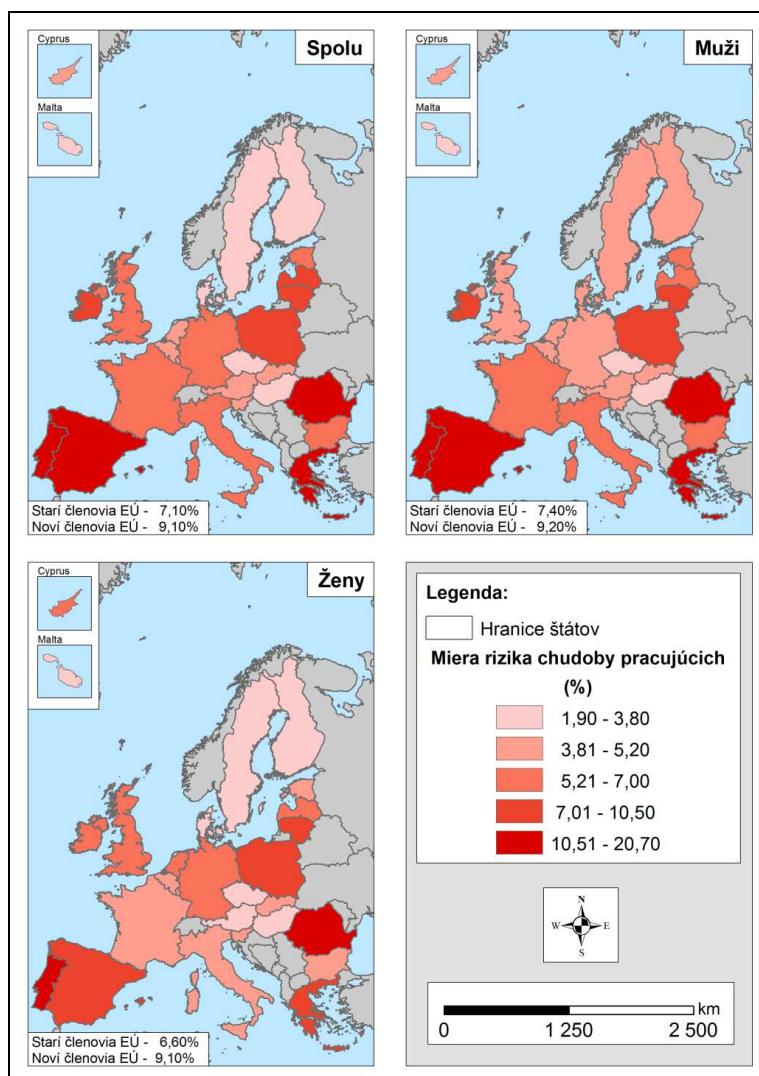 Cyprus
Spolu
Malta
Starí členovia EÚ - 7,10%
Noví členovia EÚ - 9,10%
Cyprus
Muži
Malta
Starí členovia EÚ - 7,40%
Noví členovia EÚ - 9,20%
Cyprus
Ženy
Malta
Starí členovia EÚ - 6,60%
Noví členovia EÚ - 9,10%
Legenda:
Hranice štátov
Miera rizika chudoby pracujúcich
(%)
1,90 - 3,80
3,81 - 5,20
5,21 - 7,00
7,01 - 10,50
10,51 - 20,70
N
W E
S
km
0 1 250 2 500